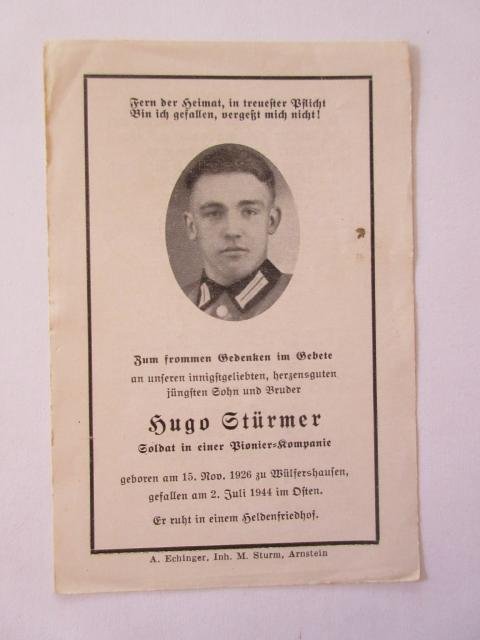 Fern der Heimat, in treuester Pflicht
Bin ich gefallen, vergeßt mich nicht!
Zum frommen Gedenken im Gebete
an unseren innigstgeliebten, herzensguten
jüngsten Sohn und Bruder
Hugo Stürmer
Soldat in einer Pionier-Kompanie
geboren am 15. Nov. 1926 zu Wülfershausen,
gefallen am 2. Juli 1944 im Osten.
Er ruht in einem Heldenfriedhof.
A. Echinger, Inh. M. Sturm, Arnstein